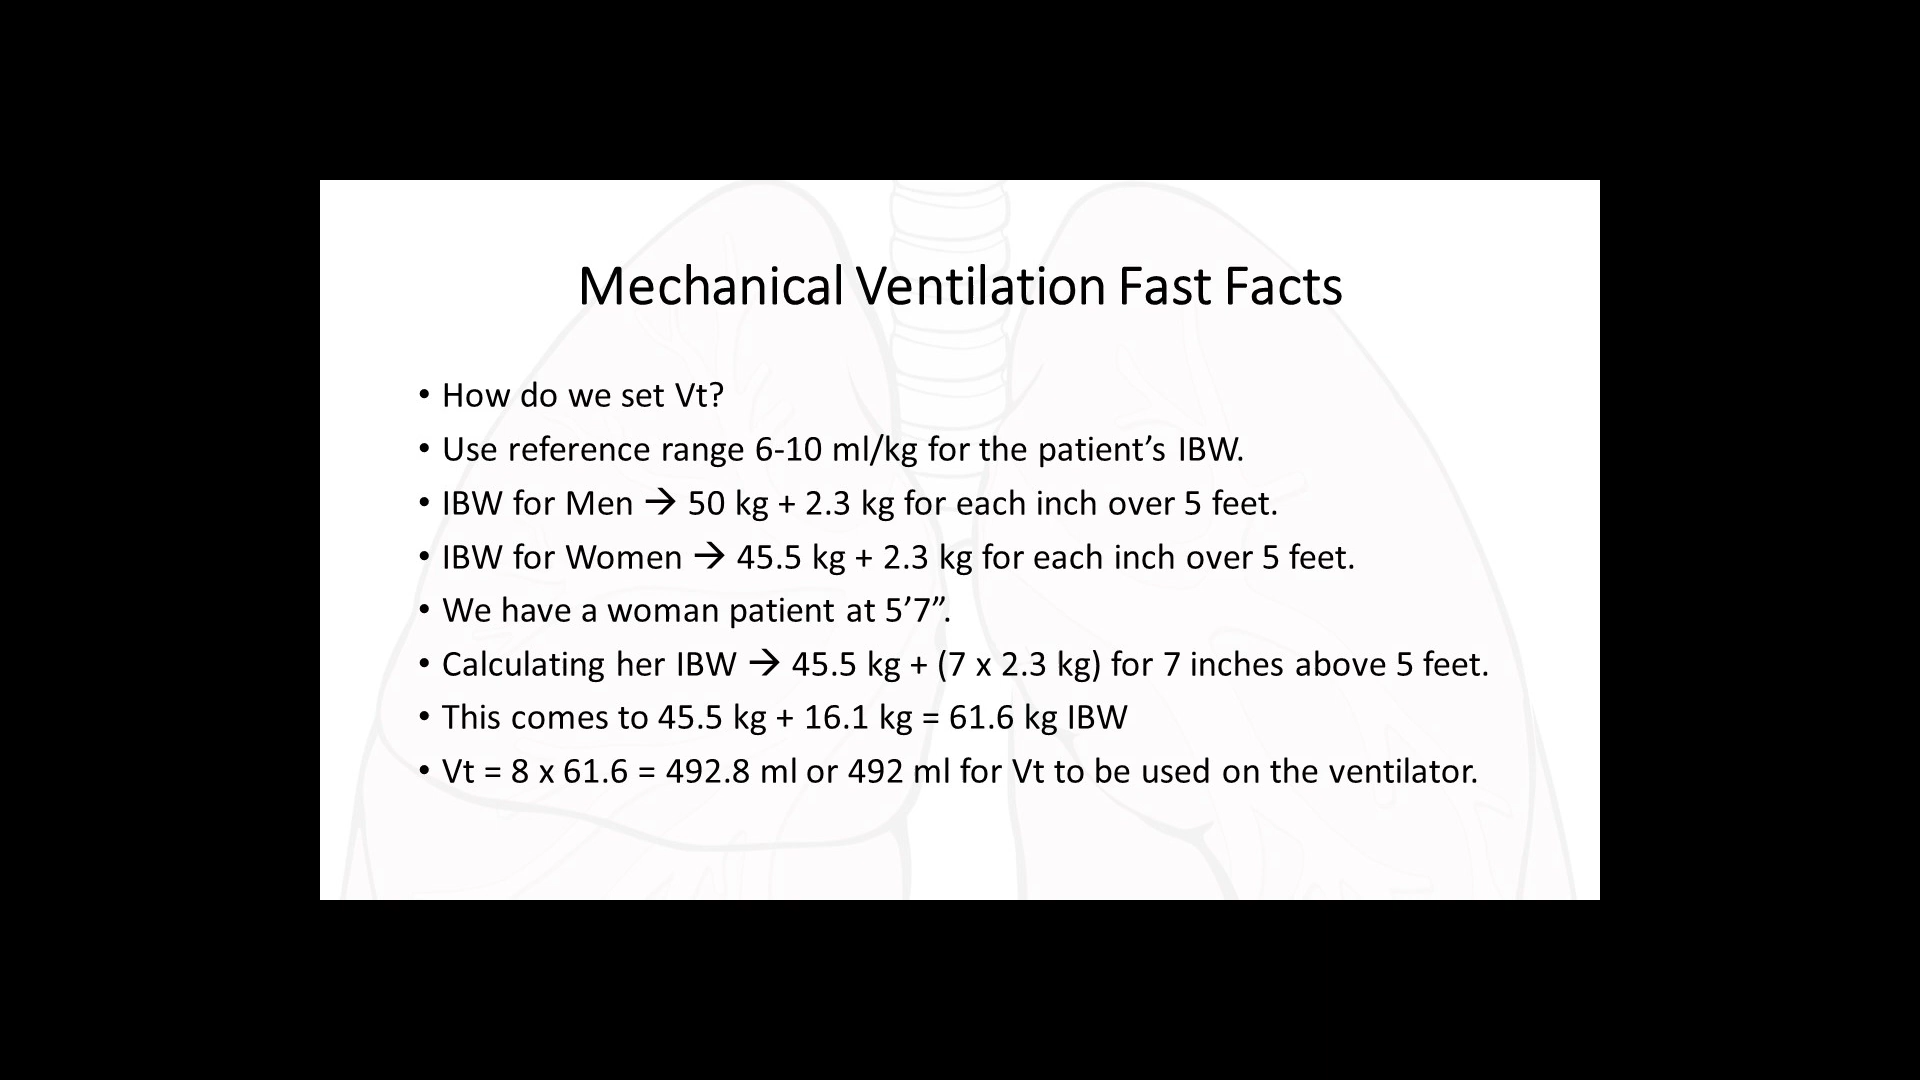 Mechanical Ventilation Fast Facts
• How do we set Vt?
• Use reference range 6-10 ml/kg for the patient’s IBW.
• IBW for Men → 50 kg + 2.3 kg for each inch over 5 feet.
• IBW for Women → 45.5 kg + 2.3 kg for each inch over 5 feet.
• We have a woman patient at 5’7”.
• Calculating her IBW → 45.5 kg + (7 x 2.3 kg) for 7 inches above 5 feet.
• This comes to 45.5 kg + 16.1 kg = 61.6 kg IBW
• Vt = 8 x 61.6 = 492.8 ml or 492 ml for Vt to be used on the ventilator.